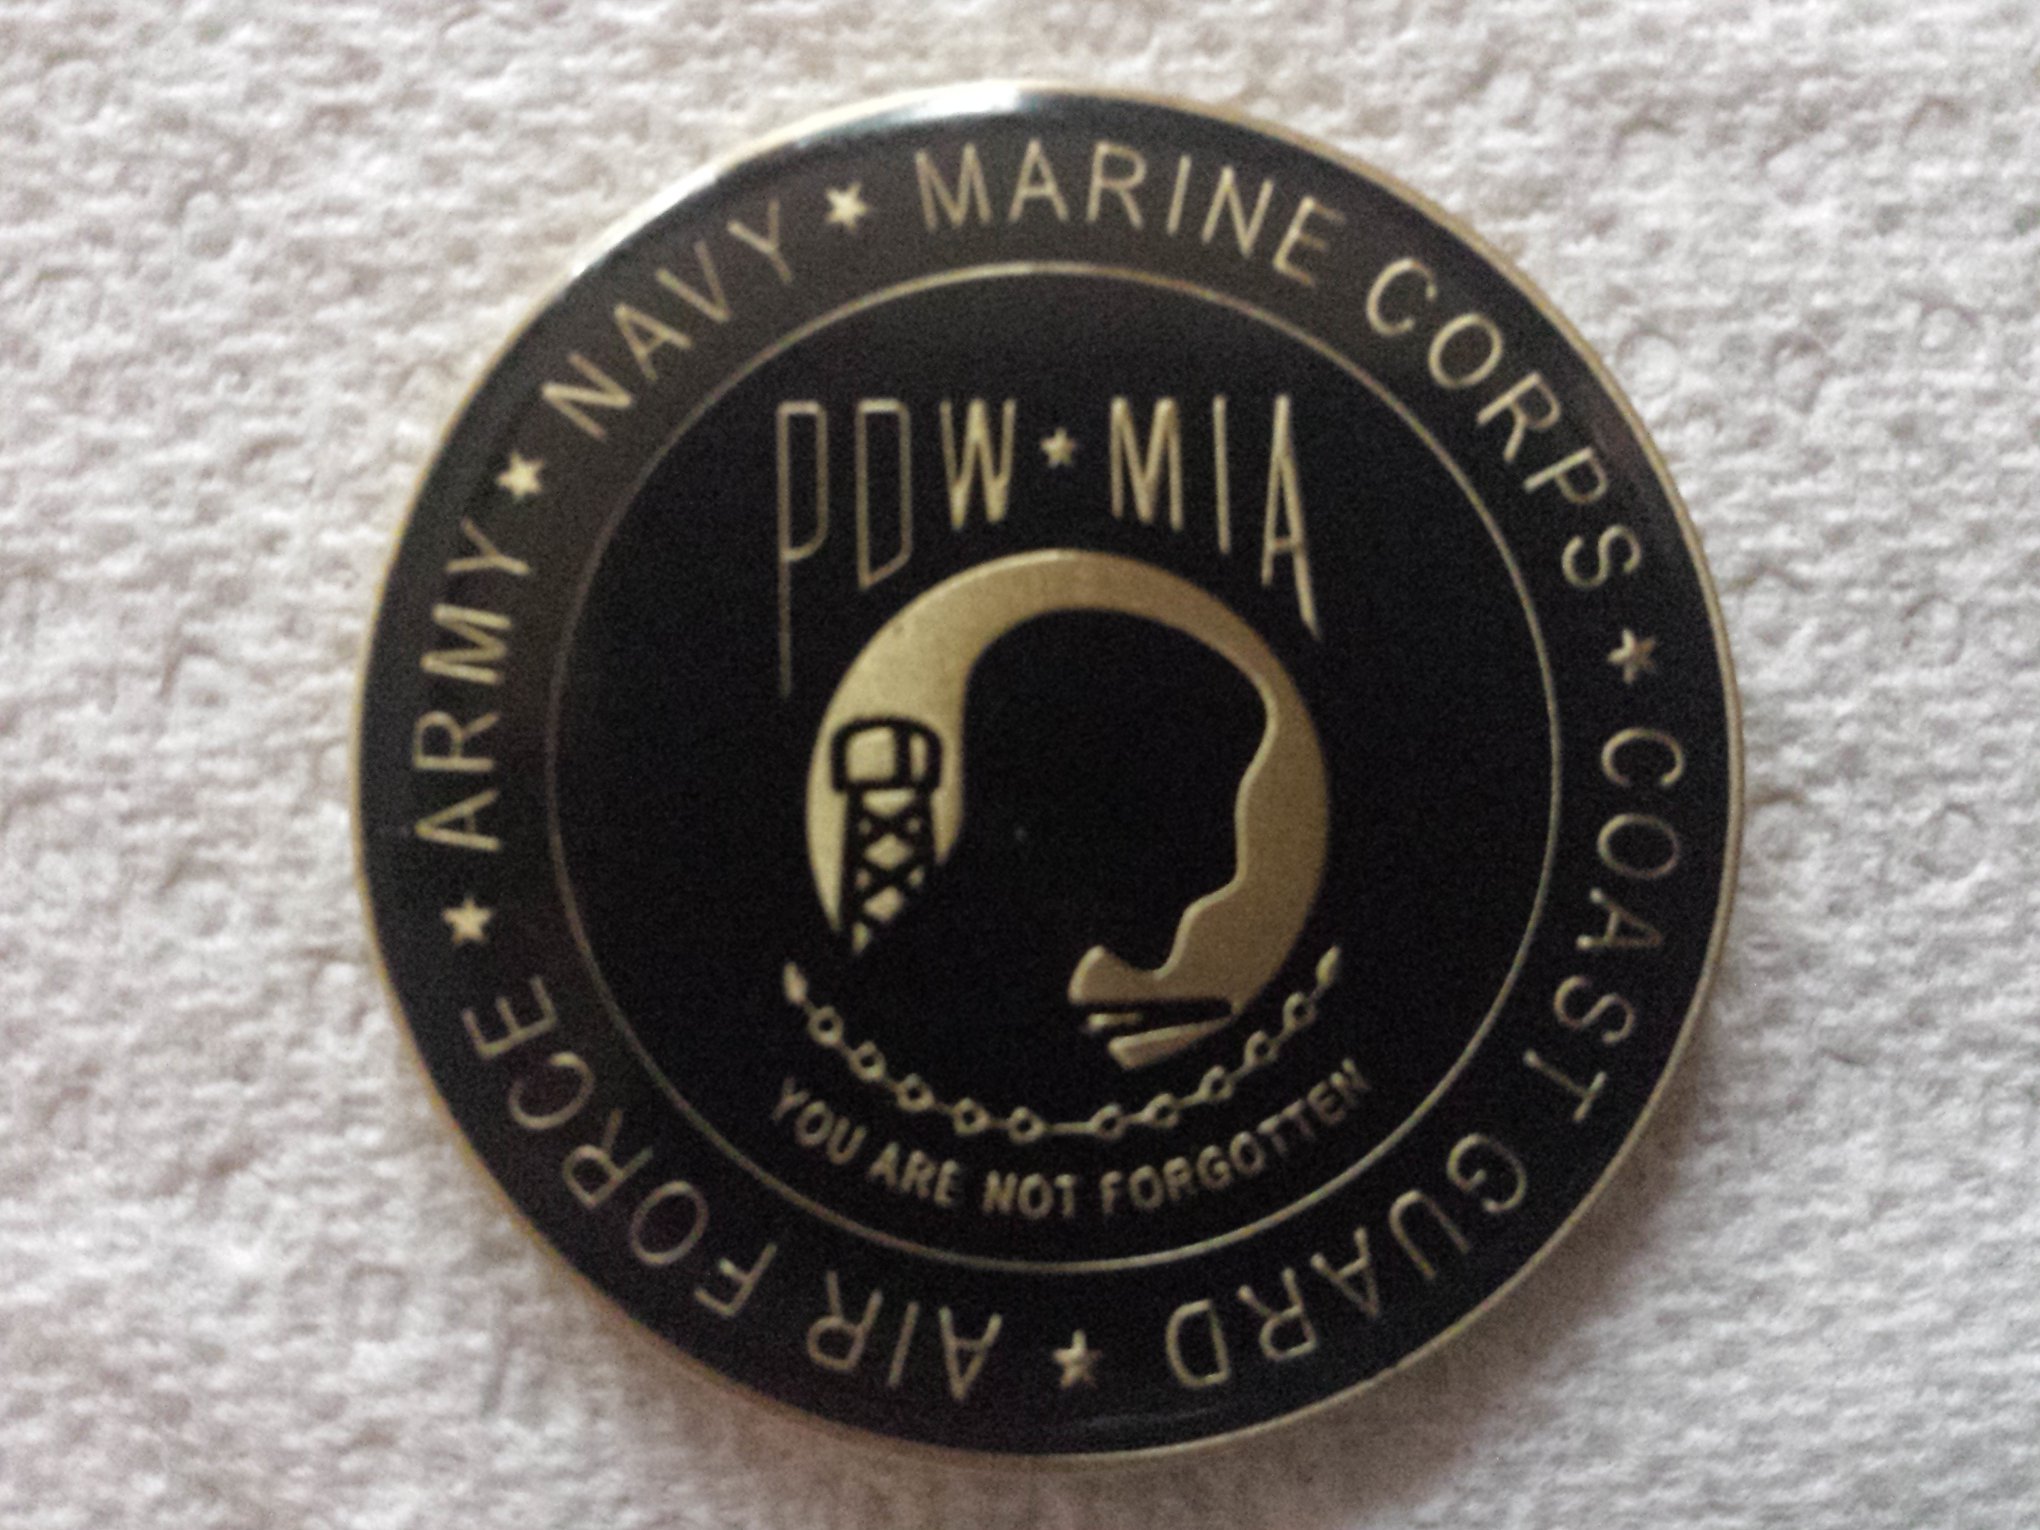 ARMY ★ NAVY ★ MARINE CORPS ★ COAST GUARD ★ AIR FORCE ★
POW ★ MIA
YOU ARE NOT FORGOTTEN